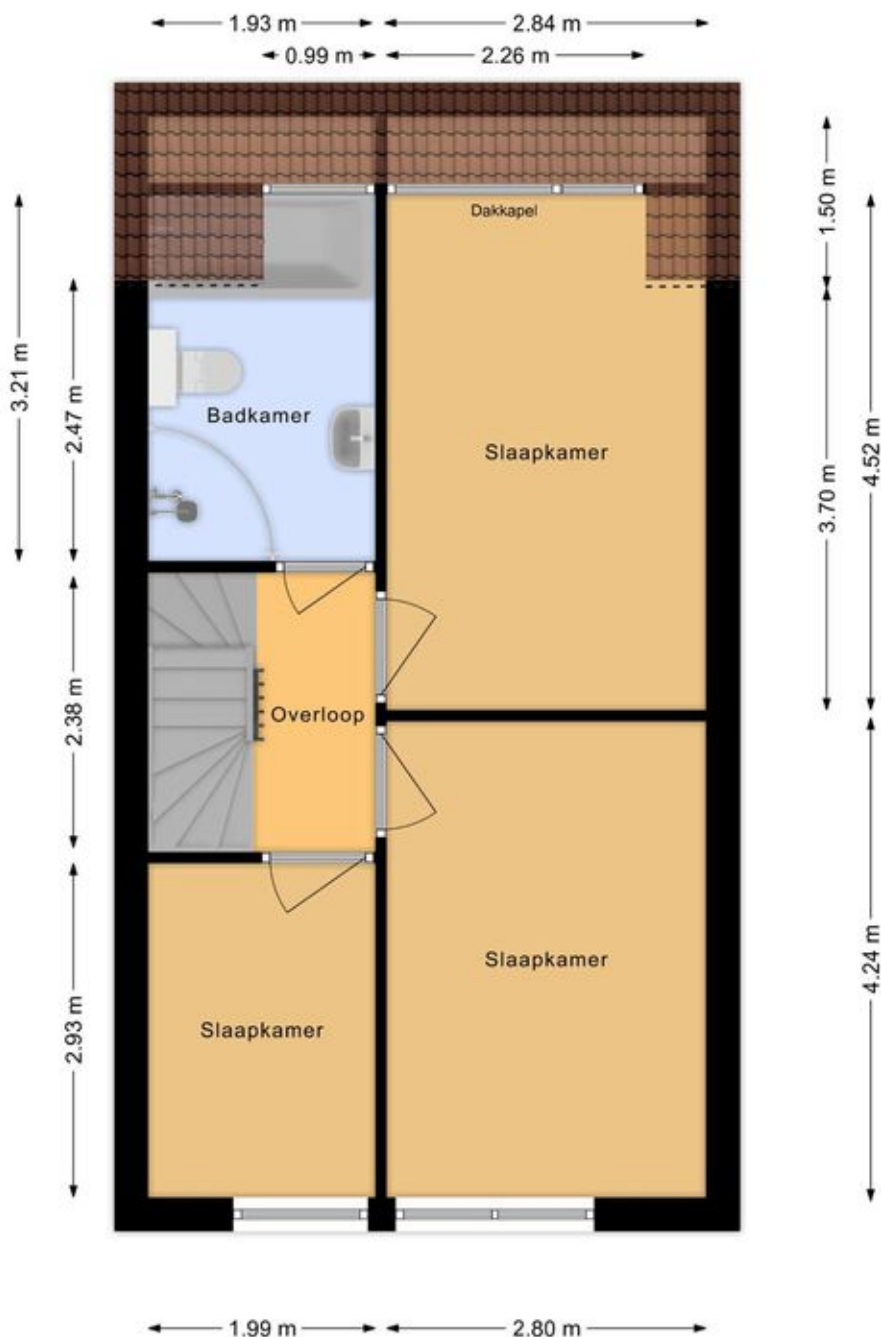 1.93 m
2.84 m
0.99 m
2.26 m
Dakkapel
1.50 m
3.21 m
2.47 m
Badkamer
Slaapkamer
3.70 m
4.52 m
2.38 m
Overloop
Slaapkamer
4.24 m
2.93 m
Slaapkamer
1.99 m
2.80 m